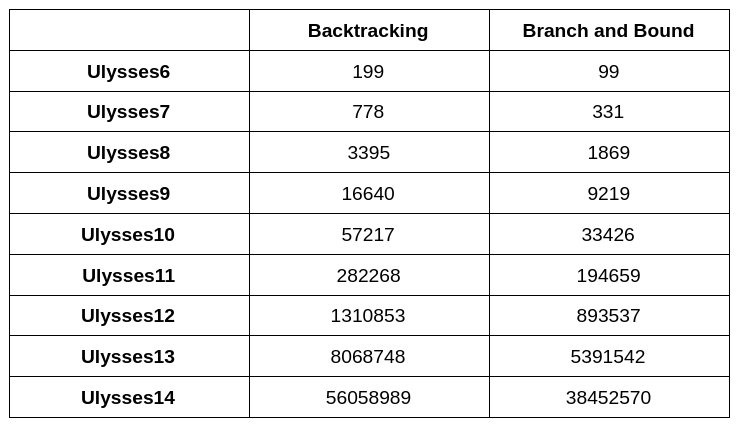 Backtracking Branch and Bound
Ulysses6 199 99
Ulysses7 778 331
Ulysses8 3395 1869
Ulysses9 16640 9219
Ulysses10 57217 33426
Ulysses11 282268 194659
Ulysses12 1310853 893537
Ulysses13 8068748 5391542
Ulysses14 56058989 38452570